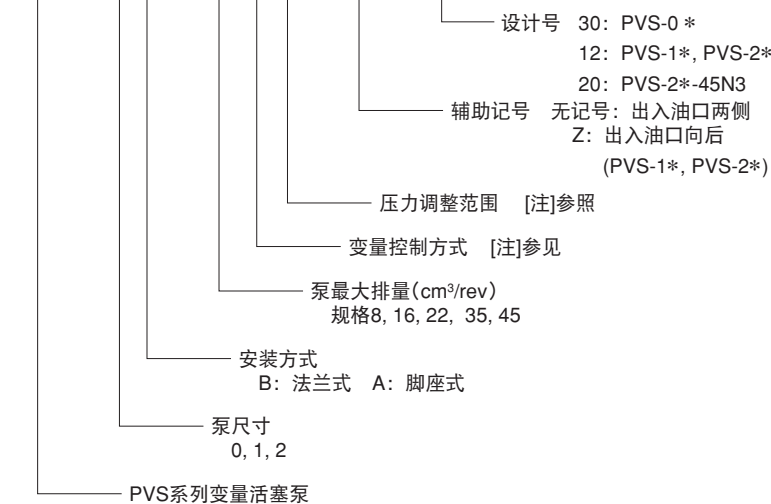 设计号 30：PVS-0＊
12：PVS-1＊, PVS-2＊
20：PVS-2＊-45N3
辅助记号 无记号：出入油口两侧
Z：出入油口向后
(PVS-1＊, PVS-2＊)
压力调整范围 [注]参照
变量控制方式 [注]参见
泵最大排量（cm³/rev）
规格8, 16, 22, 35, 45
安装方式
B：法兰式 A：脚座式
泵尺寸
0, 1, 2
PVS系列变量活塞泵